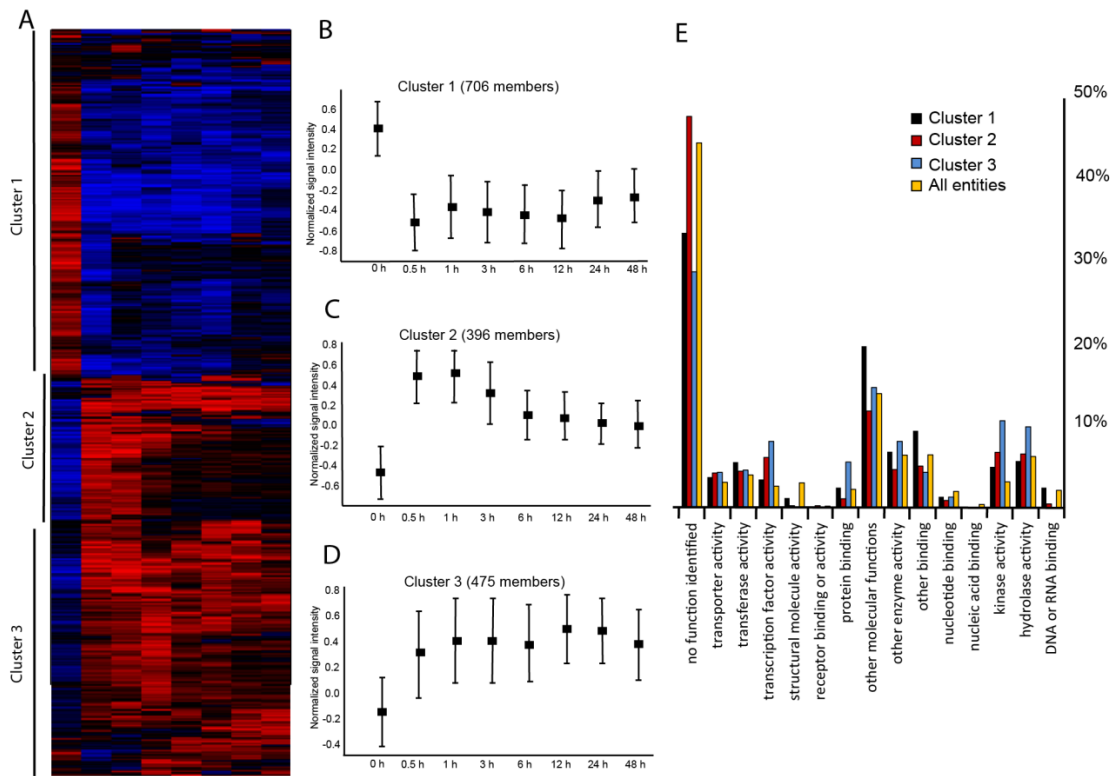 A
Cluster 1
Cluster 2
Cluster 3
B
Cluster 1 (706 members)
Normalized signal intensity
0.6
0.4
0.2
0.0
-0.2
-0.4
-0.6
-0.8
0 h
0.5 h
1 h
3 h
6 h
12 h
24 h
48 h
C
Cluster 2 (396 members)
Normalized signal intensity
0.8
0.6
0.4
0.2
0.0
-0.2
-0.4
-0.6
0 h
0.5 h
1 h
3 h
6 h
12 h
24 h
48 h
D
Cluster 3 (475 members)
Normalized signal intensity
0.8
0.6
0.4
0.2
0.0
-0.2
-0.4
0 h
0.5 h
1 h
3 h
6 h
12 h
24 h
48 h
E
50%
40%
30%
20%
10%
Cluster 1
Cluster 2
Cluster 3
All entities
no function identified
transporter activity
transferase activity
transcription factor activity
structural molecule activity
receptor binding or activity
protein binding
other molecular functions
other enzyme activity
other binding
nucleotide binding
nucleic acid binding
kinase activity
hydrolase activity
DNA or RNA binding